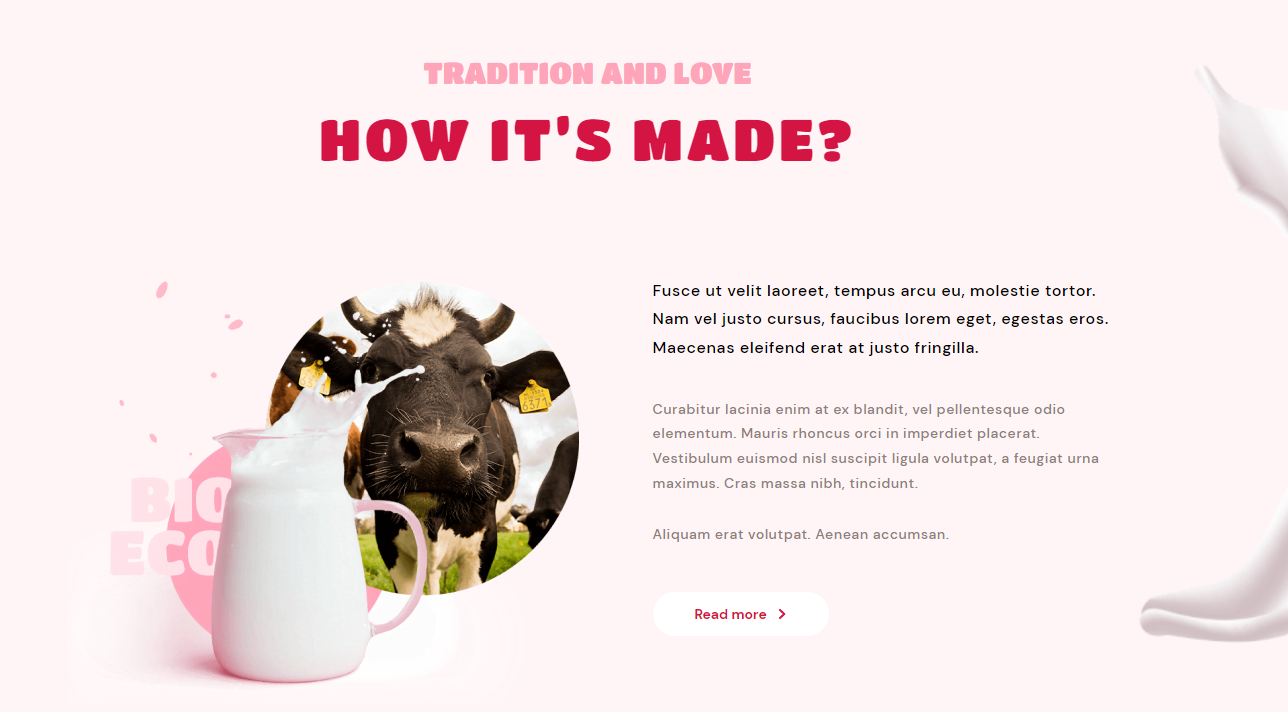 TRADITION AND LOVE
HOW IT'S MADE?
Fusce ut velit laoreet, tempus arcu eu, molestie tortor.
Nam vel justo cursus, faucibus lorem eget, egestas eros.
Maecenas eleifend erat at justo fringilla.
Curabitur lacinia enim at ex blandit, vel pellentesque odio
elementum. Mauris rhoncus orci in imperdiet placerat.
Vestibulum euismod nisl suscipit ligula volutpat, a feugiat urna
maximus. Cras massa nibh, tincidunt.
Aliquam erat volutpat. Aenean accumsan.
Read more
BIO
ECO
6371